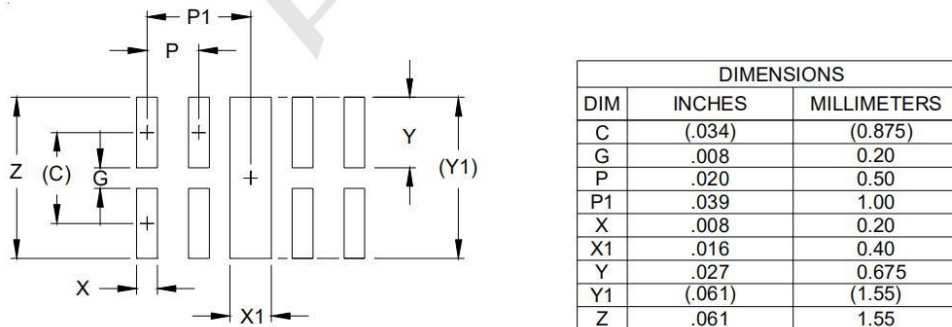 P1
P
Z
(C)
G
Y
(Y1)
X
X1
DIMENSIONS
DIM INCHES MILLIMETERS
C (.034) (0.875)
G .008 0.20
P .020 0.50
P1 .039 1.00
X .008 0.20
X1 .016 0.40
Y .027 0.675
Y1 (.061) (1.55)
Z .061 1.55